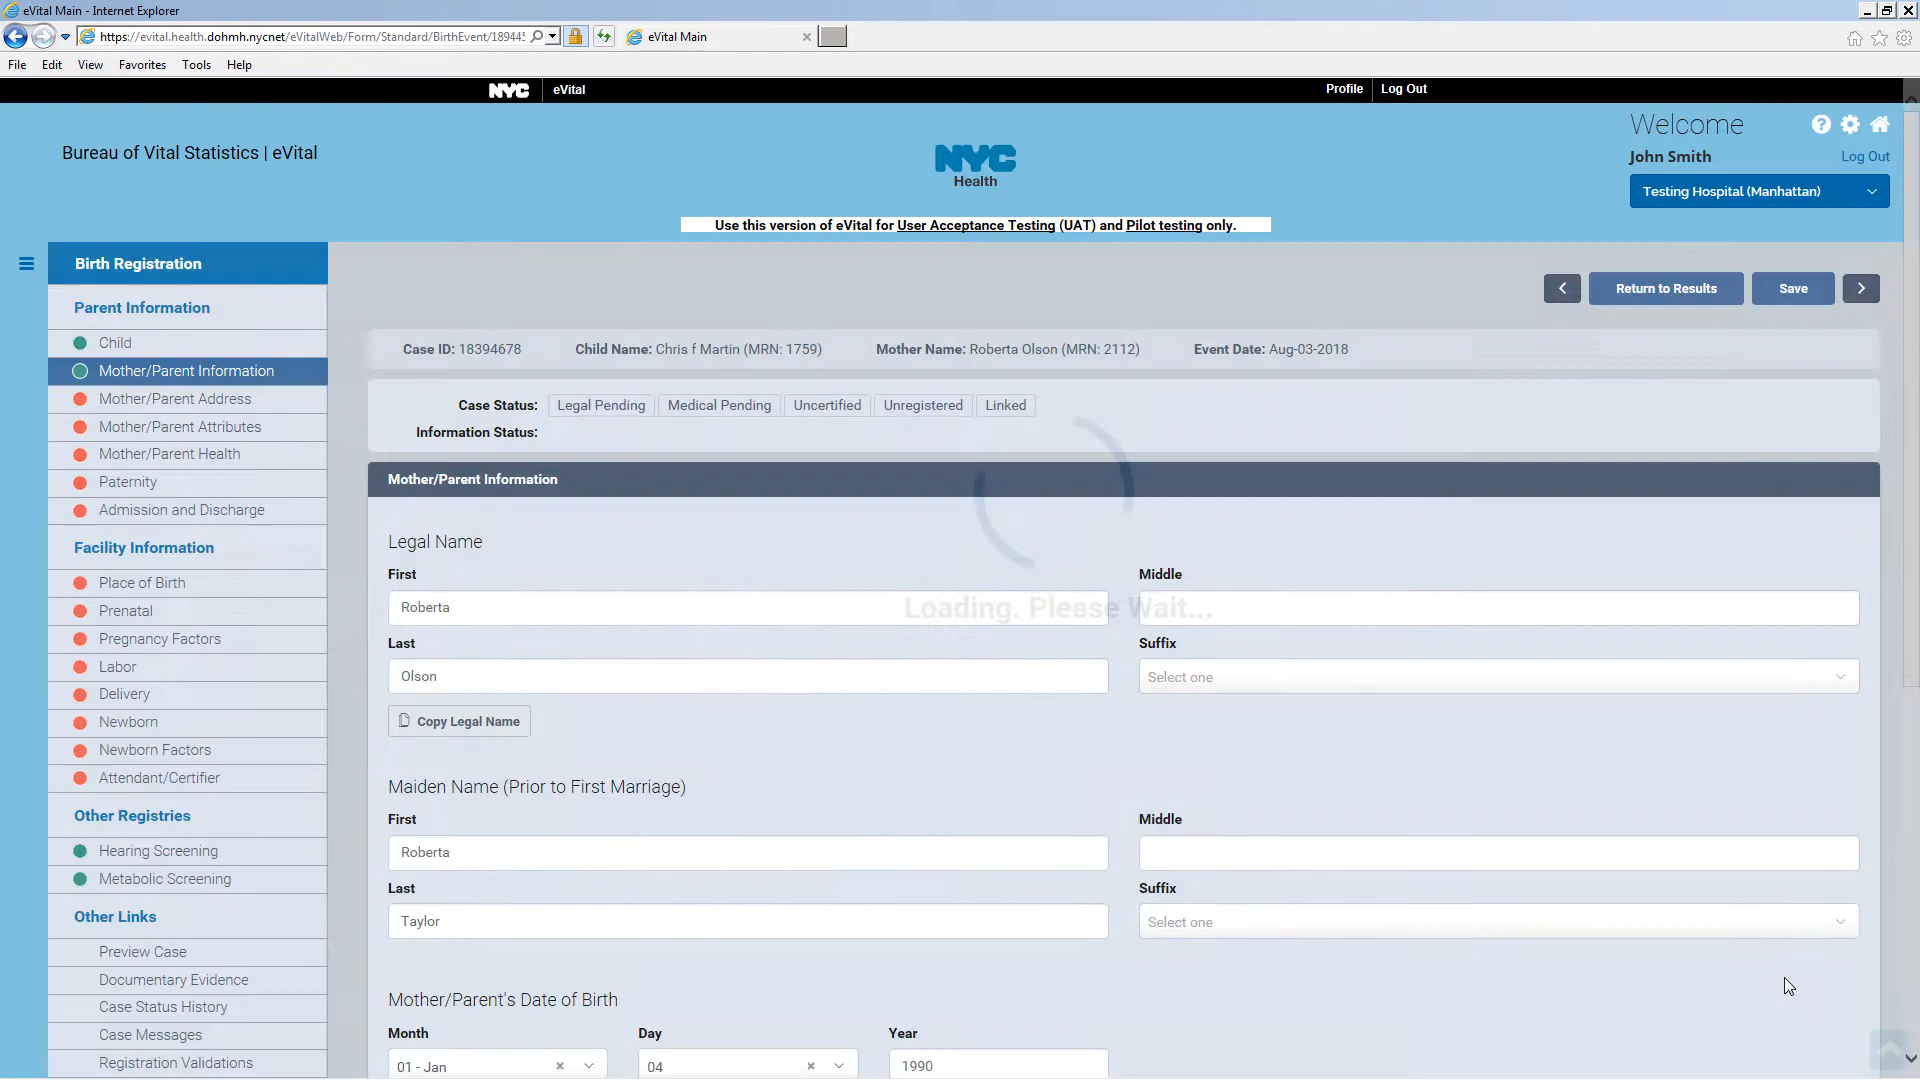 eVital Main - Internet Explorer
https://evital.health.dohmh.nycnet/eVitalWeb/Form/Standard/BirthEvent/18944
eVital Main
File Edit View Favorites Tools Help
NYC eVital Profile Log Out
Bureau of Vital Statistics | eVital
NYC
Health
Welcome
John Smith Log Out
Testing Hospital (Manhattan)
Use this version of eVital for User Acceptance Testing (UAT) and Pilot testing only.
Birth Registration
Parent Information
Child
Mother/Parent Information
Mother/Parent Address
Mother/Parent Attributes
Mother/Parent Health
Paternity
Admission and Discharge
Facility Information
Place of Birth
Prenatal
Pregnancy Factors
Labor
Delivery
Newborn
Newborn Factors
Attendant/Certifier
Other Registries
Hearing Screening
Metabolic Screening
Other Links
Preview Case
Documentary Evidence
Case Status History
Case Messages
Registration Validations
Return to Results Save
Case ID: 18394678 Child Name: Chris f Martin (MRN: 1759) Mother Name: Roberta Olson (MRN: 2112) Event Date: Aug-03-2018
Case Status: Legal Pending Medical Pending Uncertified Unregistered Linked
Information Status:
Mother/Parent Information
Legal Name
First Middle
Roberta
Loading. Please Wait...
Last Suffix
Olson Select one
Copy Legal Name
Maiden Name (Prior to First Marriage)
First Middle
Roberta
Last Suffix
Taylor Select one
Mother/Parent's Date of Birth
Month Day Year
01 - Jan 04 1990